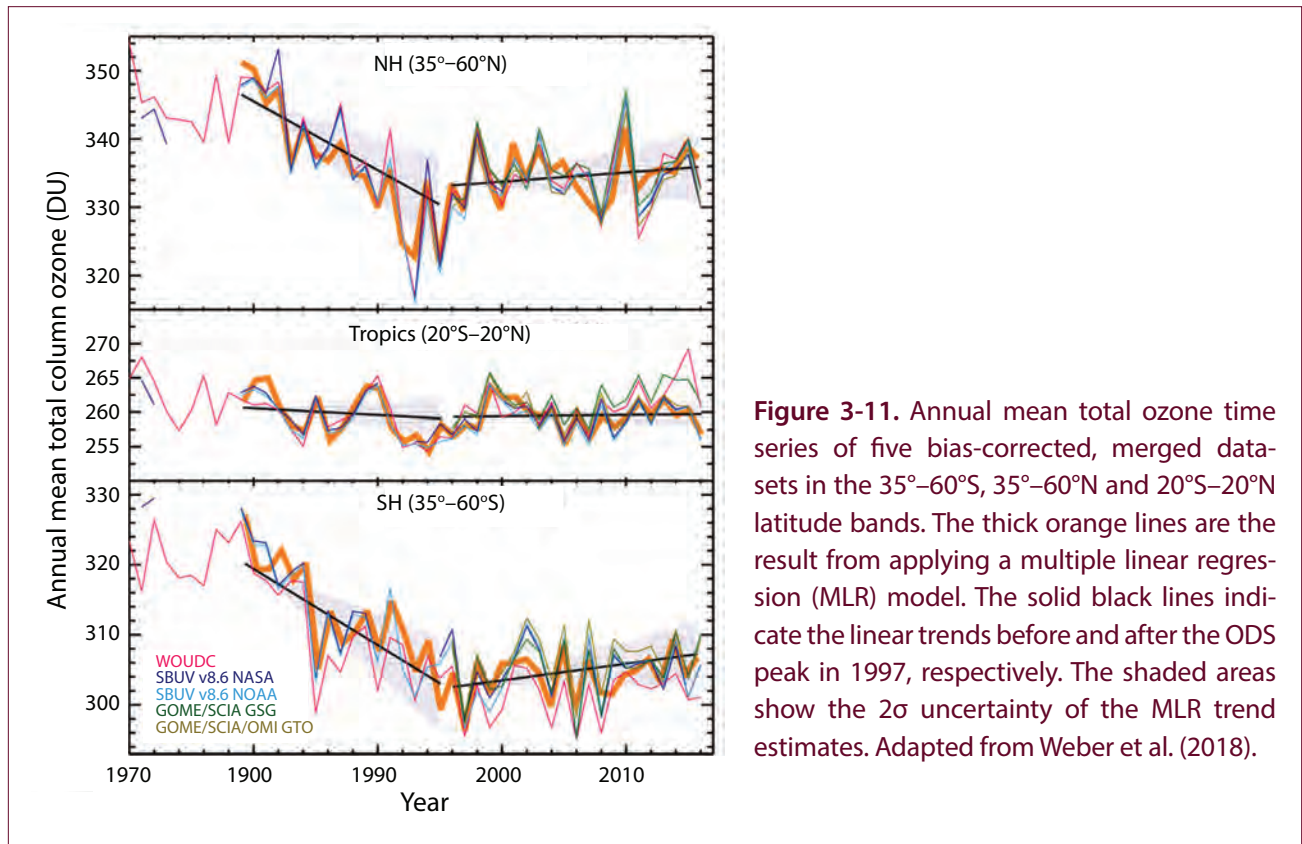 NH (35°–60°N)
350
340
330
320
Tropics (20°S–20°N)
270
265
260
255
SH (35°–60°S)
330
320
310
300
WOUDC
SBUV v8.6 NASA
SBUV v8.6 NOAA
GOME/SCIA GSG
GOME/SCIA/OMI GTO
1970
1900
1990
2000
2010
Year
Annual mean total column ozone (DU)
Figure 3-11. Annual mean total ozone time
series of five bias-corrected, merged data-
sets in the 35°–60°S, 35°–60°N and 20°S–20°N
latitude bands. The thick orange lines are the
result from applying a multiple linear regres-
sion (MLR) model. The solid black lines indi-
cate the linear trends before and after the ODS
peak in 1997, respectively. The shaded areas
show the 2σ uncertainty of the MLR trend
estimates. Adapted from Weber et al. (2018).